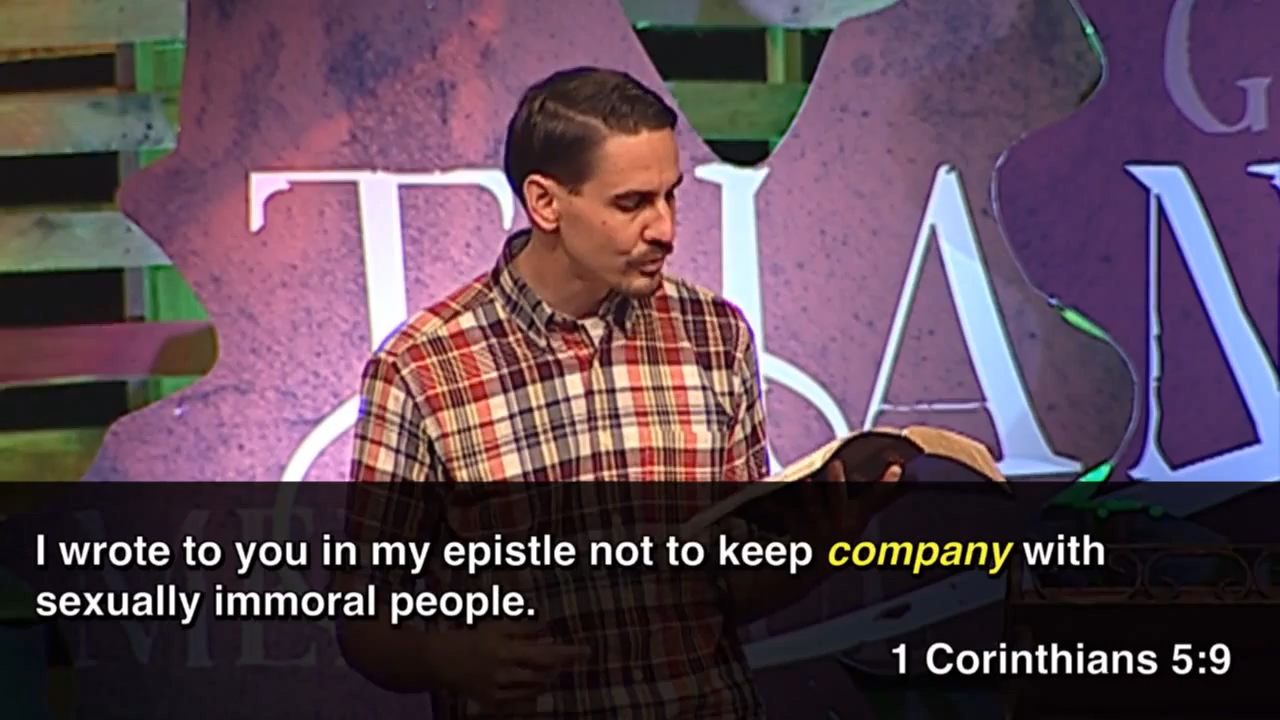 I wrote to you in my epistle not to keep company with
sexually immoral people.
1 Corinthians 5:9